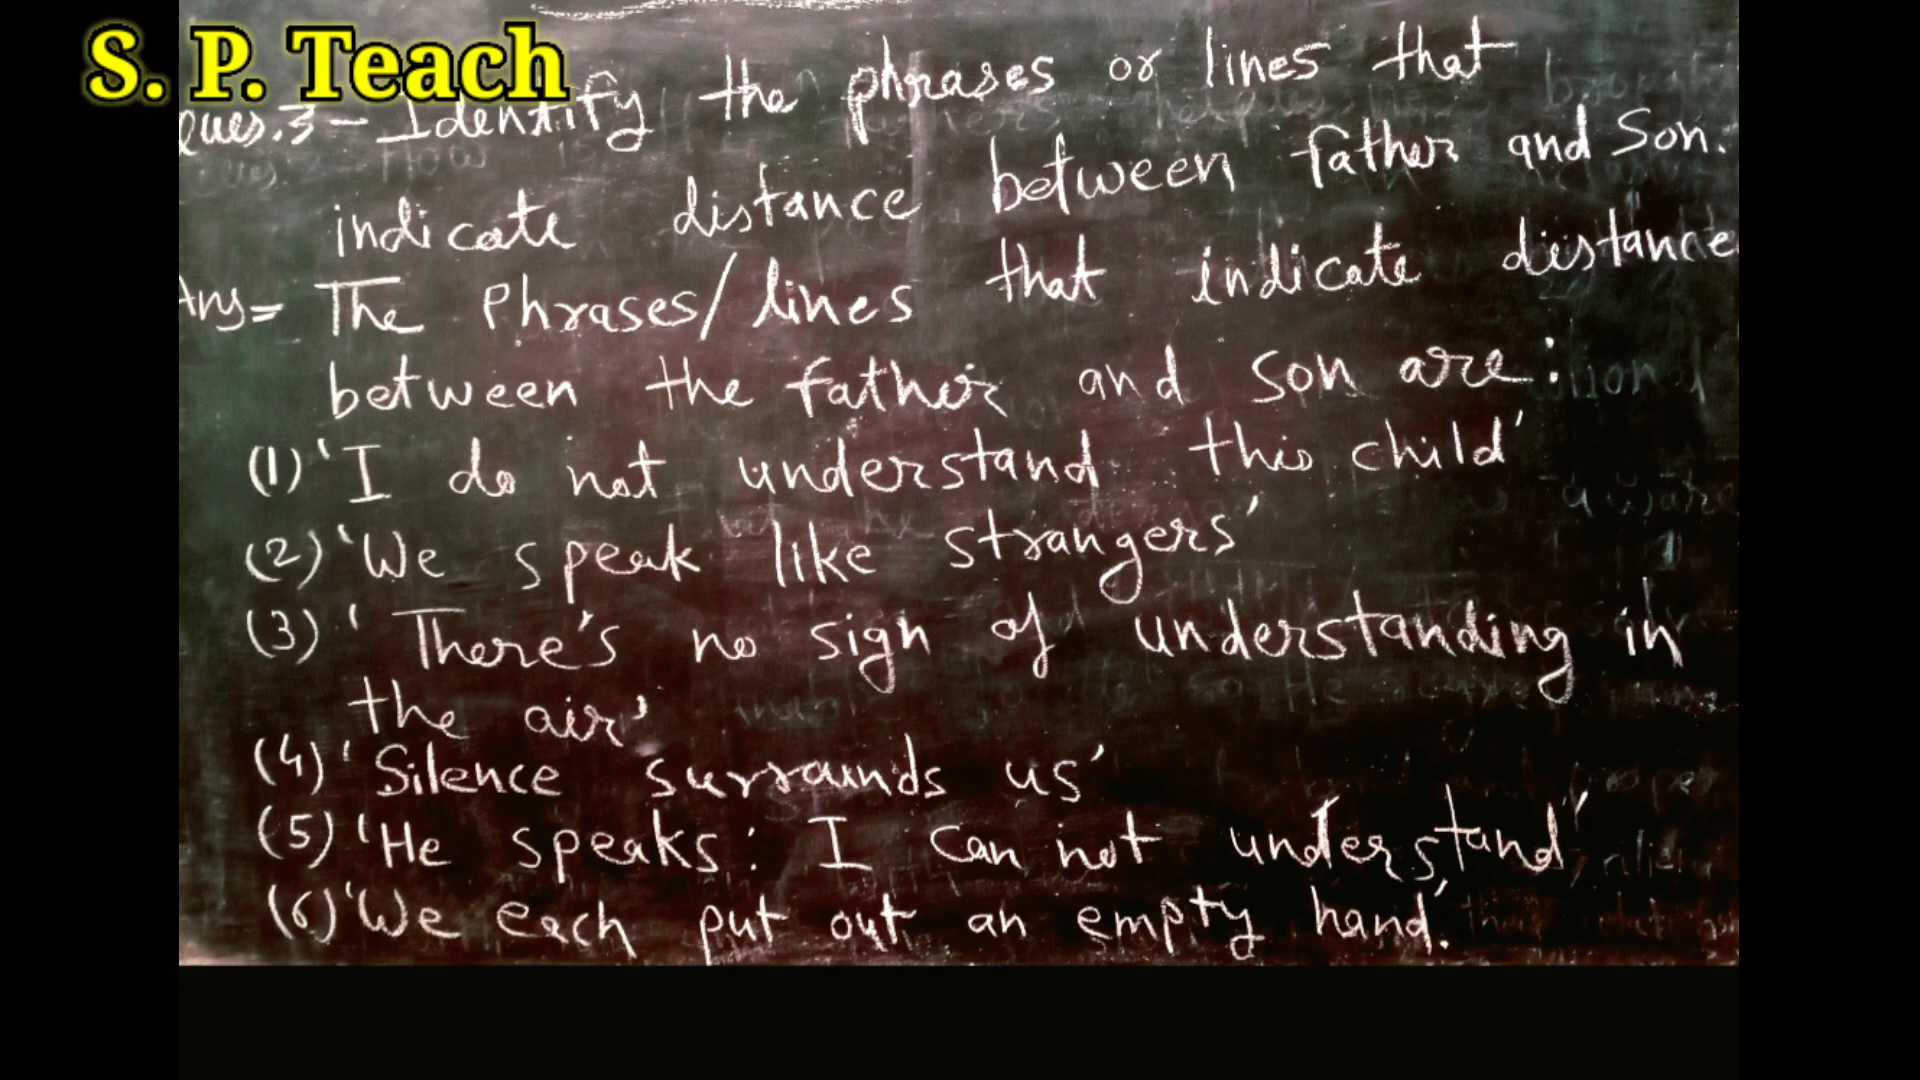 S. P. Teach
Ques.3 - Identify the phrases or lines that
indicate distance between father and Son.
Ans = The Phrases/lines that indicate distance
between the father and son are:
(1) 'I do not understand this child'
(2) 'We speak like strangers'
(3) 'There's no sign of understanding in
the air'
(4) 'Silence surrounds us'
(5) 'He speaks: I can not understand'
(6) 'We each put out an empty hand'.